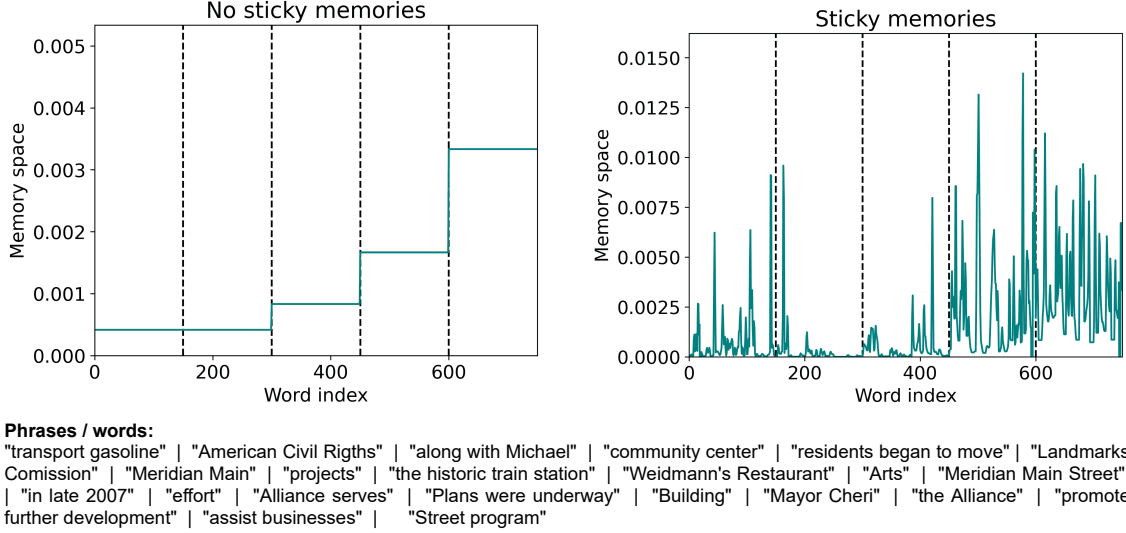 No sticky memories
0.005
0.004
0.003
0.002
0.001
0.000
Memory space
0 200 400 600
Word index
Sticky memories
0.0150
0.0125
0.0100
0.0075
0.0050
0.0025
0.0000
Memory space
0 200 400 600
Word index
Phrases / words:
"transport gasoline" | "American Civil Rigths" | "along with Michael" | "community center" | "residents began to move" | "Landmarks
Comission" | "Meridian Main" | "projects" | "the historic train station" | "Weidmann's Restaurant" | "Arts" | "Meridian Main Street"
| "in late 2007" | "effort" | "Alliance serves" | "Plans were underway" | "Building" | "Mayor Cheri" | "the Alliance" | "promote
further development" | "assist businesses" | "Street program"